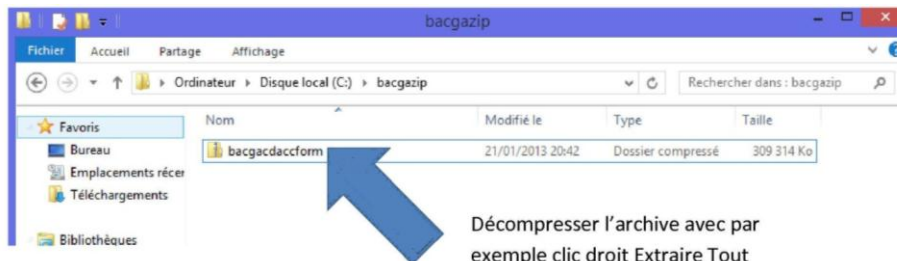 bacgazip
Fichier Accueil Partage Affichage
Ordinateur Disque local (C:) bacgazip Rechercher dans : bacgazip
Favoris
Bureau
Emplacements récer
Téléchargements
Bibliothèques
Nom Modifié le Type Taille
bacgacdaccform 21/01/2013 20:42 Dossier compressé 309 314 Ko
Décompresser l'archive avec par
exemple clic droit Extraire Tout